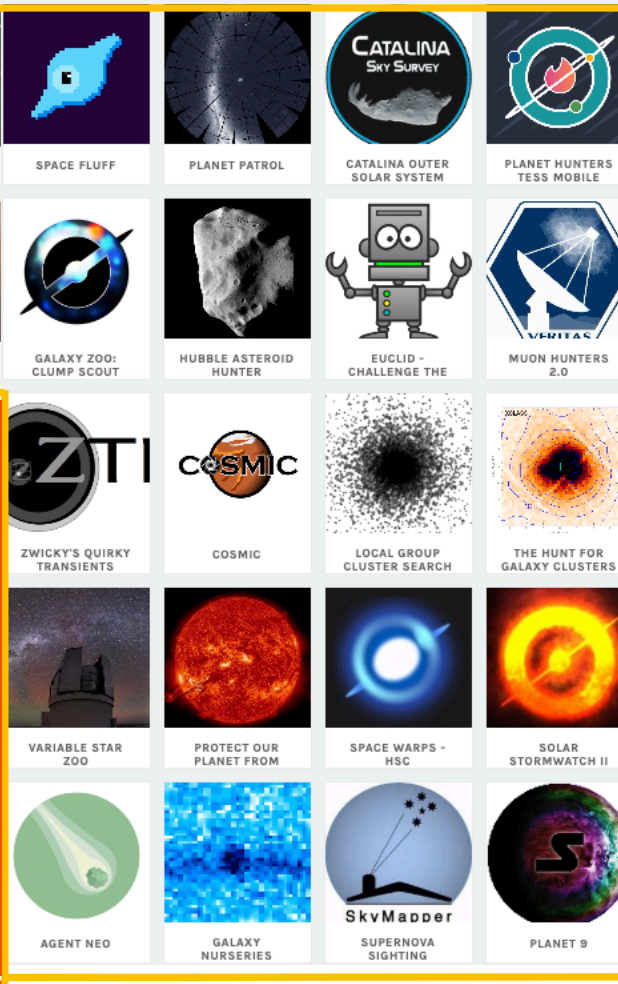 CATALINA
SKY SURVEY
SPACE FLUFF
PLANET PATROL
CATALINA OUTER
SOLAR SYSTEM
PLANET HUNTERS
TESS MOBILE
VERITAS
GALAXY ZOO:
CLUMP SCOUT
HUBBLE ASTEROID
HUNTER
EUCLID -
CHALLENGE THE
MUON HUNTERS
2.0
ZTF
COSMIC
ZWICKY'S QUIRKY
TRANSIENTS
COSMIC
LOCAL GROUP
CLUSTER SEARCH
THE HUNT FOR
GALAXY CLUSTERS
VARIABLE STAR
ZOO
PROTECT OUR
PLANET FROM
SPACE WARPS -
HSC
SOLAR
STORMWATCH II
S
SkyMapper
AGENT NEO
GALAXY
NURSERIES
SUPERNOVA
SIGHTING
PLANET 9